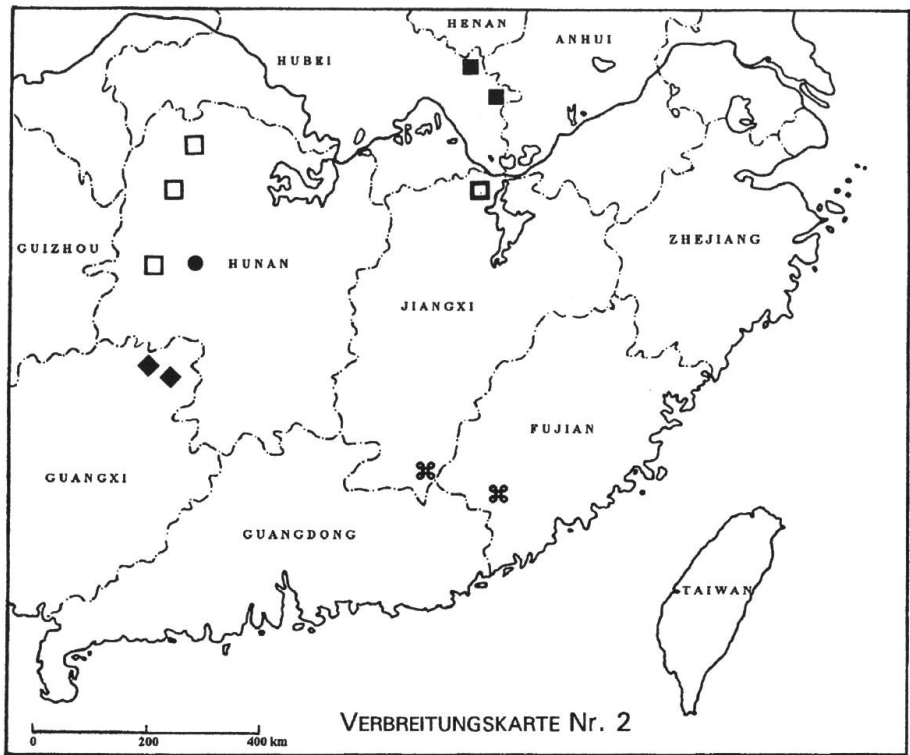 HENAN
ANHUI
HUBEI
GUIZHOU
HUNAN
ZHEJIANG
JIANGXI
FUJIAN
GUANGXI
GUANGDONG
TAIWAN
VERBREITUNGSKARTE Nr. 2
0 200 400 km